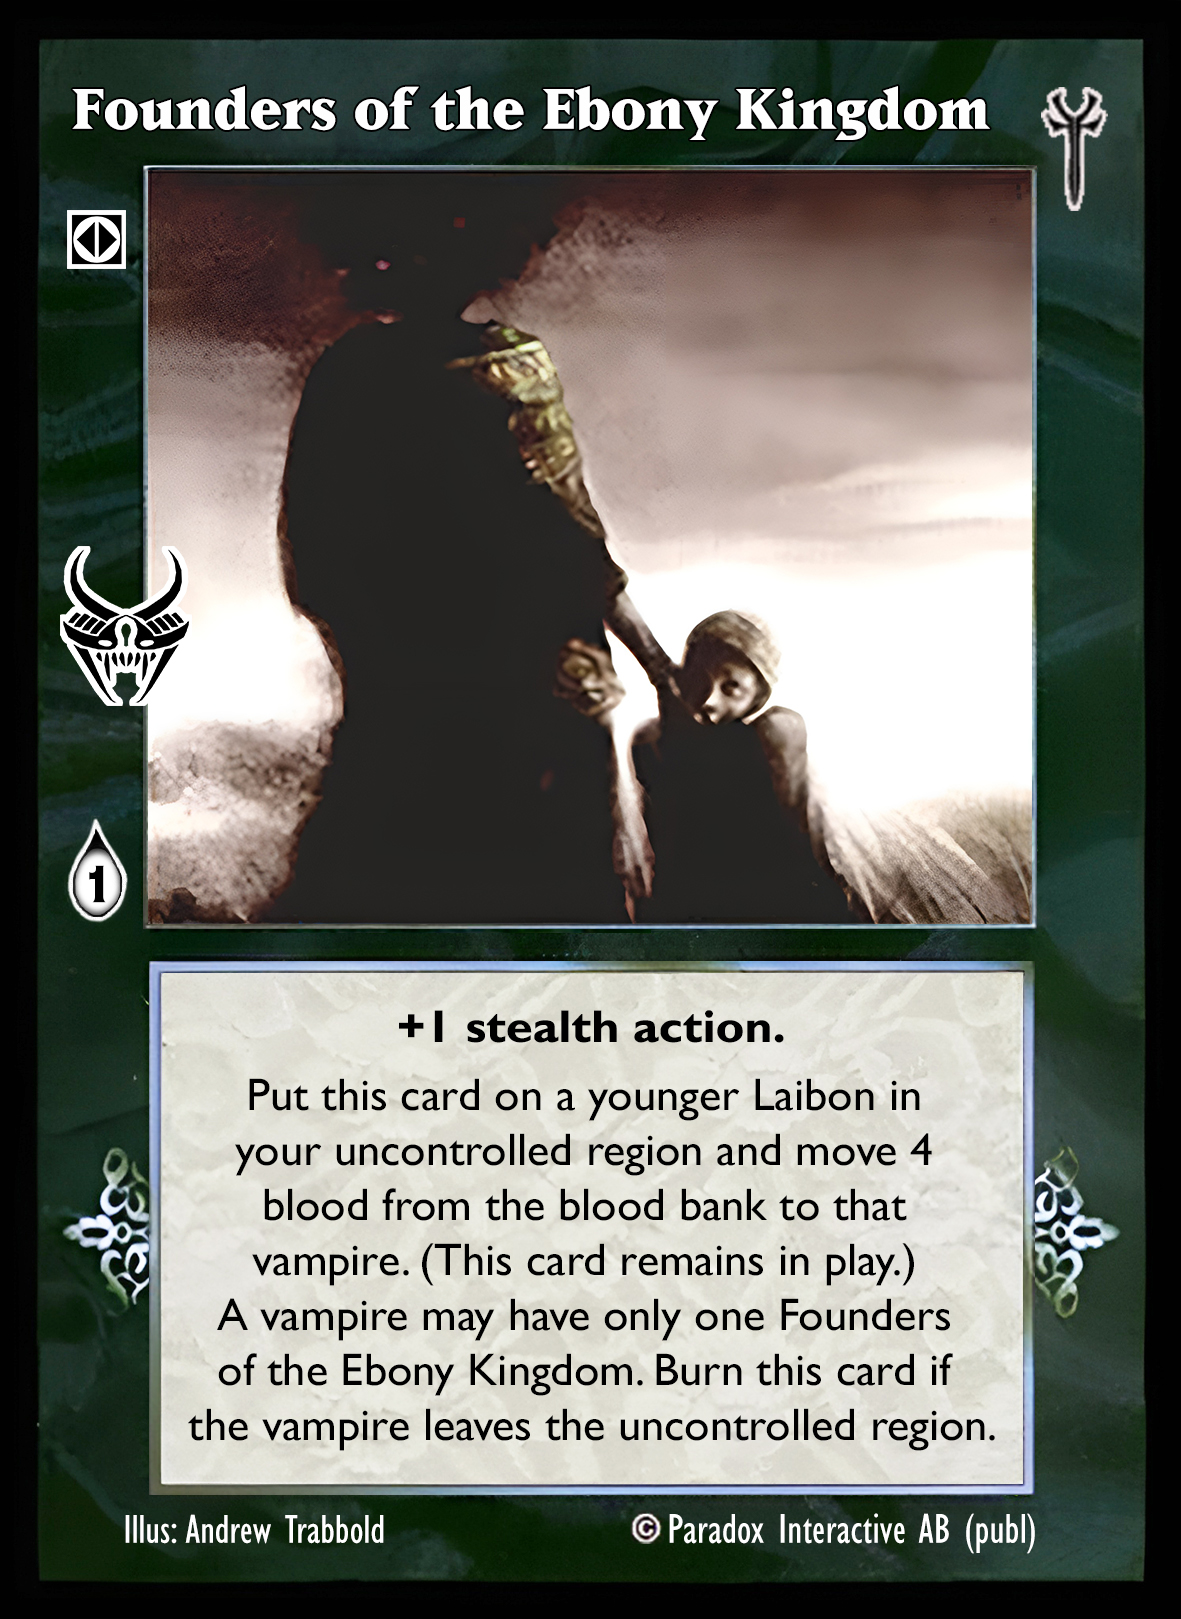 Founders of the Ebony Kingdom
1
+1 stealth action.
Put this card on a younger Laibon in
your uncontrolled region and move 4
blood from the blood bank to that
vampire. (This card remains in play.)
A vampire may have only one Founders
of the Ebony Kingdom. Burn this card if
the vampire leaves the uncontrolled region.
Illus: Andrew Trabbold
© Paradox Interactive AB (publ)